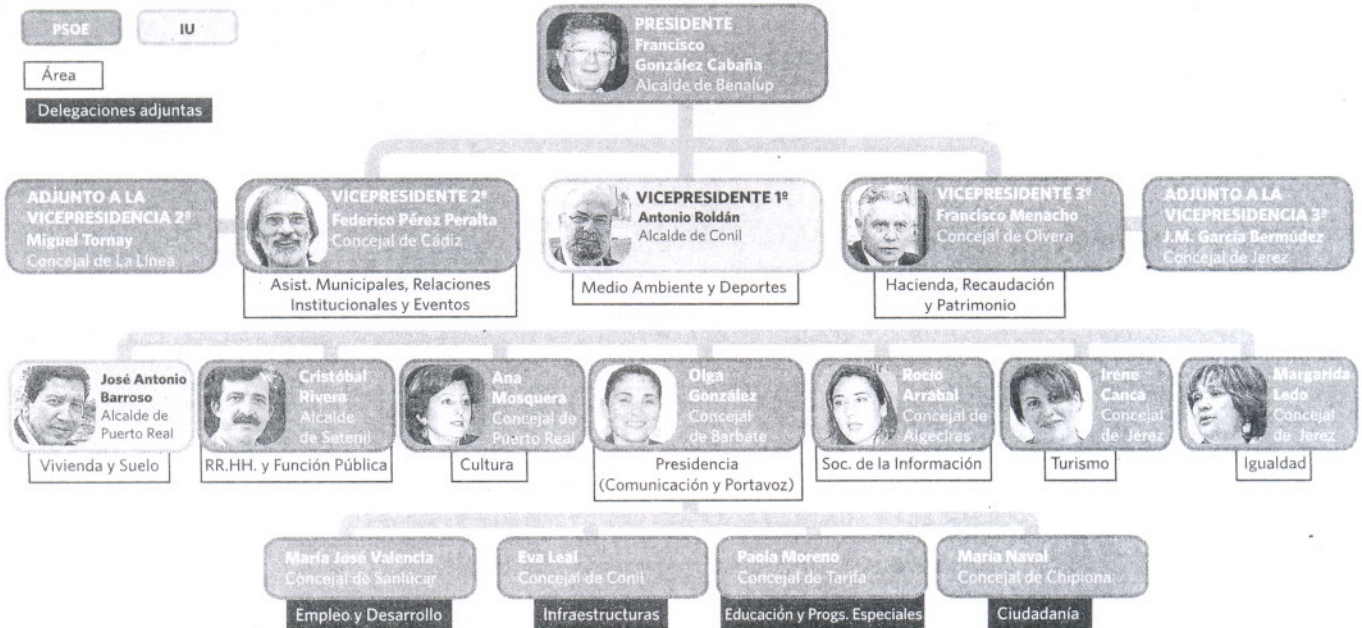 PSOE
IU
Área
Delegaciones adjuntas
PRESIDENTE
Francisco
González Cabaña
Alcalde de Benalup
ADJUNTO A LA
VICEPRESIDENCIA 2º
Miguel Tornay
Concejal de La Línea
VICEPRESIDENTE 2º
Federico Pérez Peralta
Concejal de Cádiz
Asist. Municipales, Relaciones
Institucionales y Eventos
VICEPRESIDENTE 1º
Antonio Roldán
Alcalde de Conil
Medio Ambiente y Deportes
VICEPRESIDENTE 3º
Francisco Menacho
Concejal de Olvera
Hacienda, Recaudación
y Patrimonio
ADJUNTO A LA
VICEPRESIDENCIA 3º
J.M. García Bermúdez
Concejal de Jerez
José Antonio
Barroso
Alcalde de
Puerto Real
Vivienda y Suelo
Cristóbal
Rivera
Alcalde
de Setenil
RR.HH. y Función Pública
Ana
Mosquera
Concejal de
Puerto Real
Cultura
Olga
González
Concejal
de Barbate
Presidencia
(Comunicación y Portavoz)
Rocío
Arrabal
Concejal de
Algeciras
Soc. de la Información
Irene
Canca
Concejal
de Jerez
Turismo
Margarida
Ledo
Concejal
de Jerez
Igualdad
María José Valencia
Concejal de Sanlúcar
Empleo y Desarrollo
Eva Leal
Concejal de Conil
Infraestructuras
Paola Moreno
Concejal de Tarifa
Educación y Progs. Especiales
María Naval
Concejal de Chipiona
Ciudadanía